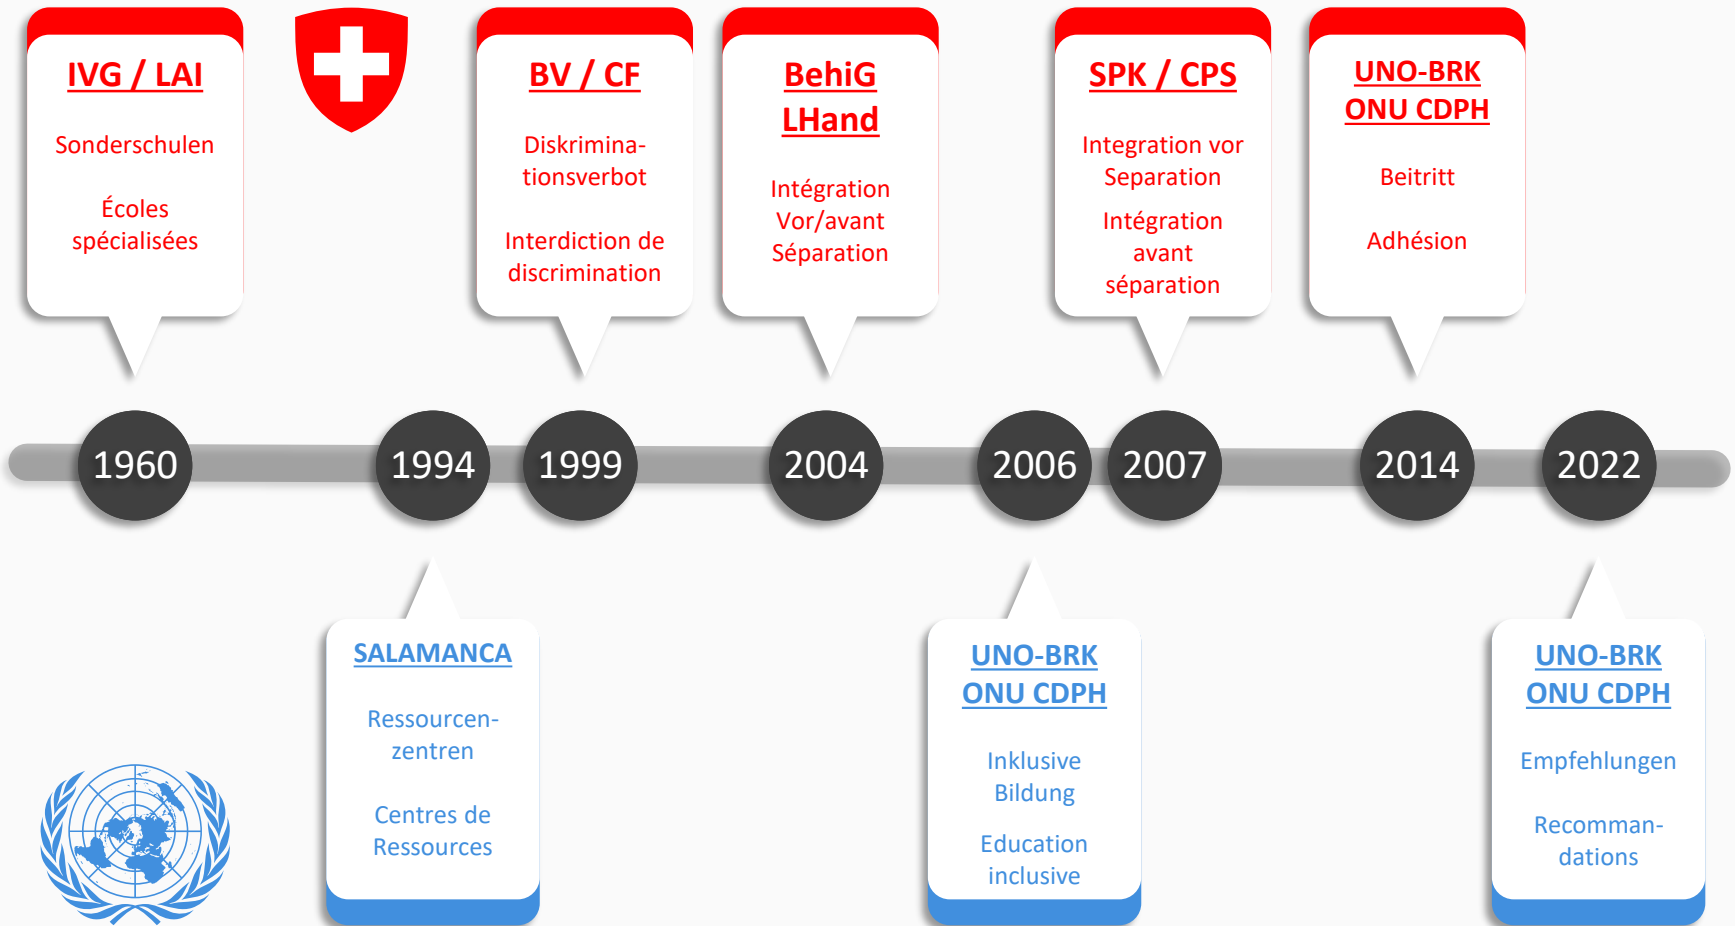 IVG / LAI
Sonderschulen
Écoles
spécialisées
BV / CF
Diskrimina-
tionsverbot
Interdiction de
discrimination
BehiG
LHand
Intégration
Vor/avant
Séparation
SPK / CPS
Integration vor
Separation
Intégration
avant
séparation
UNO-BRK
ONU CDPH
Beitritt
Adhésion
1960
1994
1999
2004
2006
2007
2014
2022
SALAMANCA
Ressourcen-
zentren
Centres de
Ressources
UNO-BRK
ONU CDPH
Inklusive
Bildung
Education
inclusive
UNO-BRK
ONU CDPH
Empfehlungen
Recomman-
dations